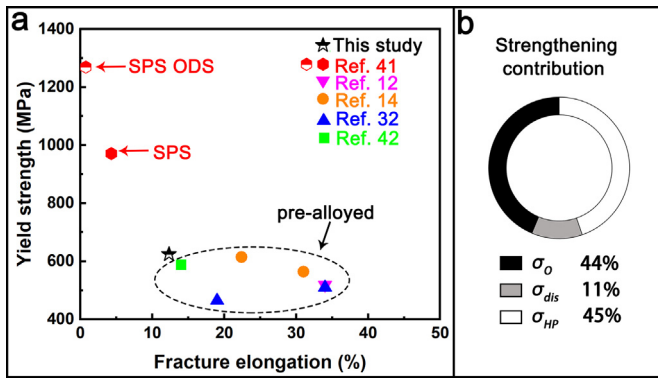 a
1400
1200
1000
800
600
400
0
10
20
30
40
50
Yield strength (MPa)
Fracture elongation (%)
SPS ODS
SPS
pre-alloyed
This study
Ref. 41
Ref. 12
Ref. 14
Ref. 32
Ref. 42
b
Strengthening
contribution
σO 44%
σdis 11%
σHP 45%